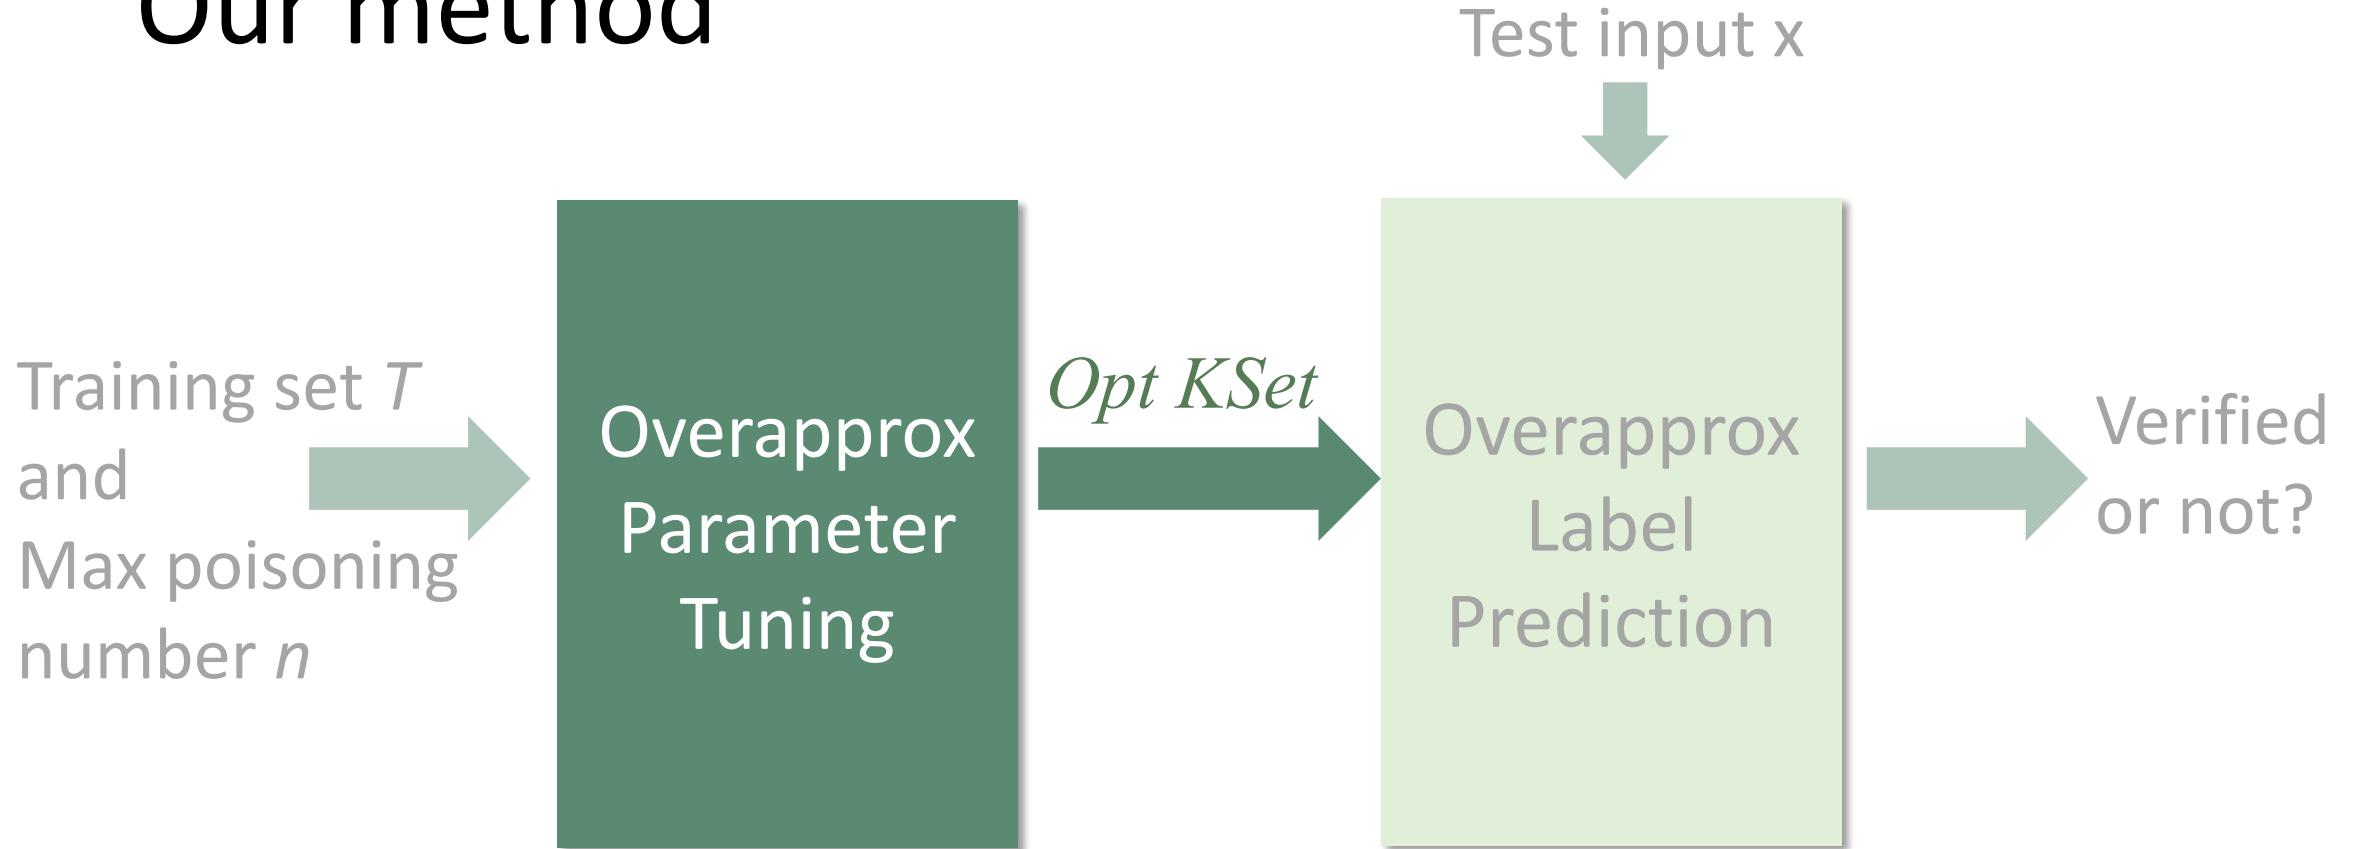 Our method
Test input x
Training set T
and
Max poisoning
number n
Overapprox
Parameter
Tuning
Opt KSet
Overapprox
Label
Prediction
Verified
or not?